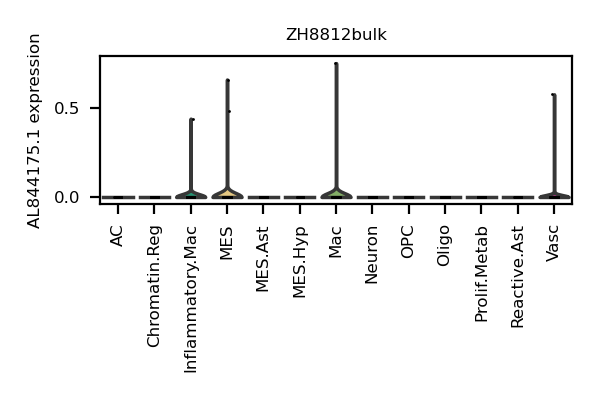 ZH8812bulk
AL844175.1 expression
0.5
0.0
AC
Chromatin.Reg
Inflammatory.Mac
MES
MES.Ast
MES.Hyp
Mac
Neuron
OPC
Oligo
Prolif.Metab
Reactive.Ast
Vasc